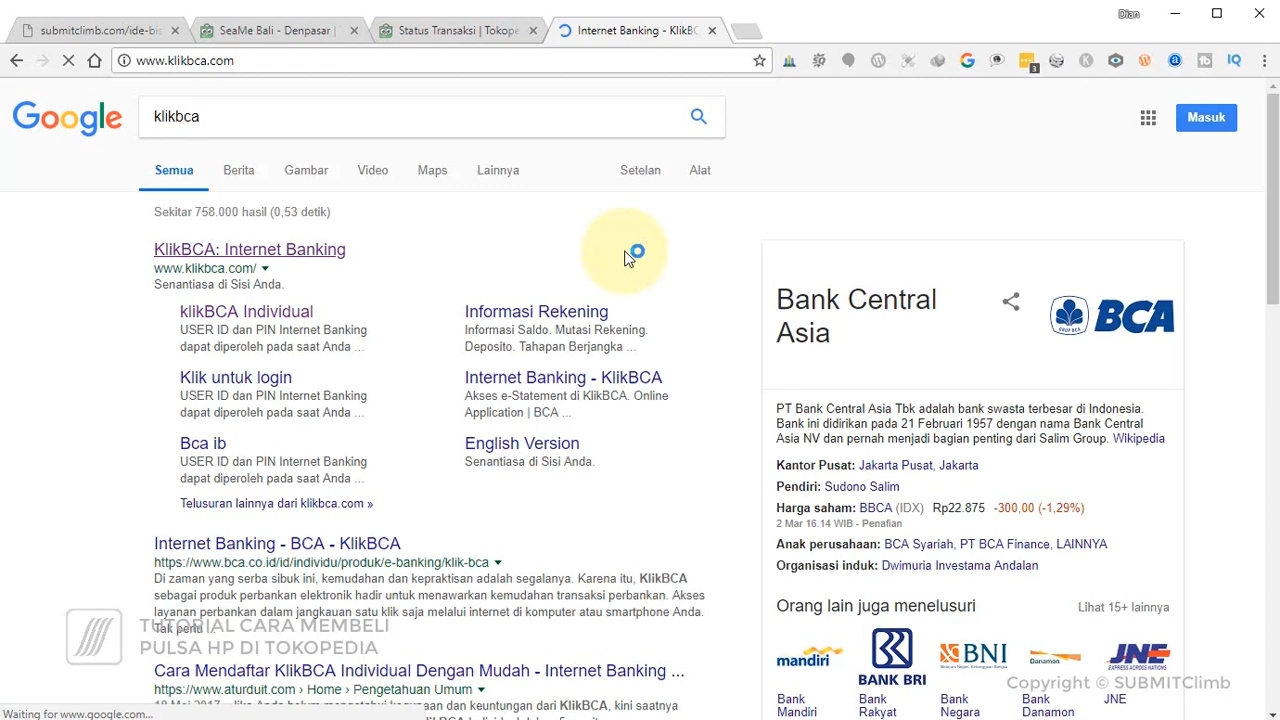 Dian
submitclimb.com/ide-bis
SeaMe Bali - Denpasar |
Status Transaksi | Tokope
Internet Banking - KlikBC
www.klikbca.com
3
Google
klikbca
Masuk
Semua
Berita
Gambar
Video
Maps
Lainnya
Setelan
Alat
Sekitar 758.000 hasil (0,53 detik)
KlikBCA: Internet Banking
www.klikbca.com/
Senantiasa di Sisi Anda.
klikBCA Individual
USER ID dan PIN Internet Banking
dapat diperoleh pada saat Anda ...
Informasi Rekening
Informasi Saldo. Mutasi Rekening.
Deposito. Tahapan Berjangka ...
Klik untuk login
USER ID dan PIN Internet Banking
dapat diperoleh pada saat Anda ...
Internet Banking - KlikBCA
Akses e-Statement di KlikBCA. Online
Application | BCA ...
Bca ib
USER ID dan PIN Internet Banking
dapat diperoleh pada saat Anda ...
English Version
Senantiasa di Sisi Anda.
Telusuran lainnya dari klikbca.com »
Internet Banking - BCA - KlikBCA
https://www.bca.co.id/id/individu/produk/e-banking/klik-bca
Di zaman yang serba sibuk ini, kemudahan dan kepraktisan adalah segalanya. Karena itu, KlikBCA
sebagai produk perbankan elektronik hadir untuk menawarkan kemudahan transaksi perbankan. Akses
layanan perbankan dalam jangkauan satu klik saja melalui internet di komputer atau smartphone Anda.
Tak perlu
TUTORIAL CARA MEMBELI
PULSA HP DI TOKOPEDIA
Cara Mendaftar KlikBCA Individual Dengan Mudah - Internet Banking ...
https://www.aturduit.com › Home › Pengetahuan Umum
aan dan keuntungan dari KlikBCA, kini saatnya
Waiting for www.google.com...
Bank Central
Asia
BCA
PT Bank Central Asia Tbk adalah bank swasta terbesar di Indonesia.
Bank ini didirikan pada 21 Februari 1957 dengan nama Bank Central
Asia NV dan pernah menjadi bagian penting dari Salim Group. Wikipedia
Kantor Pusat: Jakarta Pusat, Jakarta
Pendiri: Sudono Salim
Harga saham: BBCA (IDX) Rp22.875 -300,00 (-1,29%)
2 Mar 16.14 WIB - Penafian
Anak perusahaan: BCA Syariah, PT BCA Finance, LAINNYA
Organisasi induk: Dwimuria Investama Andalan
Orang lain juga menelusuri
Lihat 15+ lainnya
mandiri
BANK BRI
BNI
Danamon
JNE
EXPRESS ACROSS NATIONS
Bank
Mandiri
Bank
Rakyat
Bank
Negara
Bank
Danamon
JNE
Copyright © SUBMITClimb